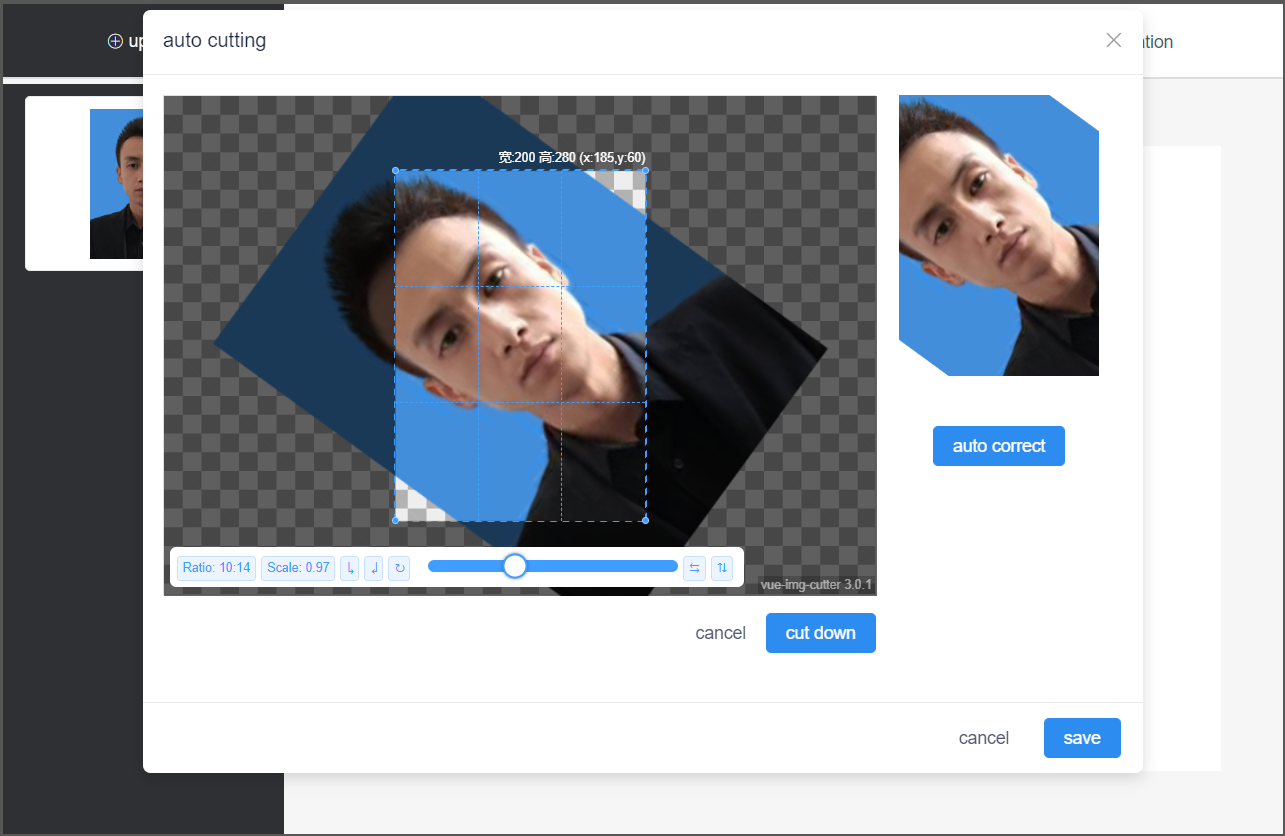 up
auto cutting
tion
宽:200 高:280 (x:185,y:60)
auto correct
Ratio: 10:14 Scale: 0.97
vue-img-cutter 3.0.1
cancel cut down
cancel save